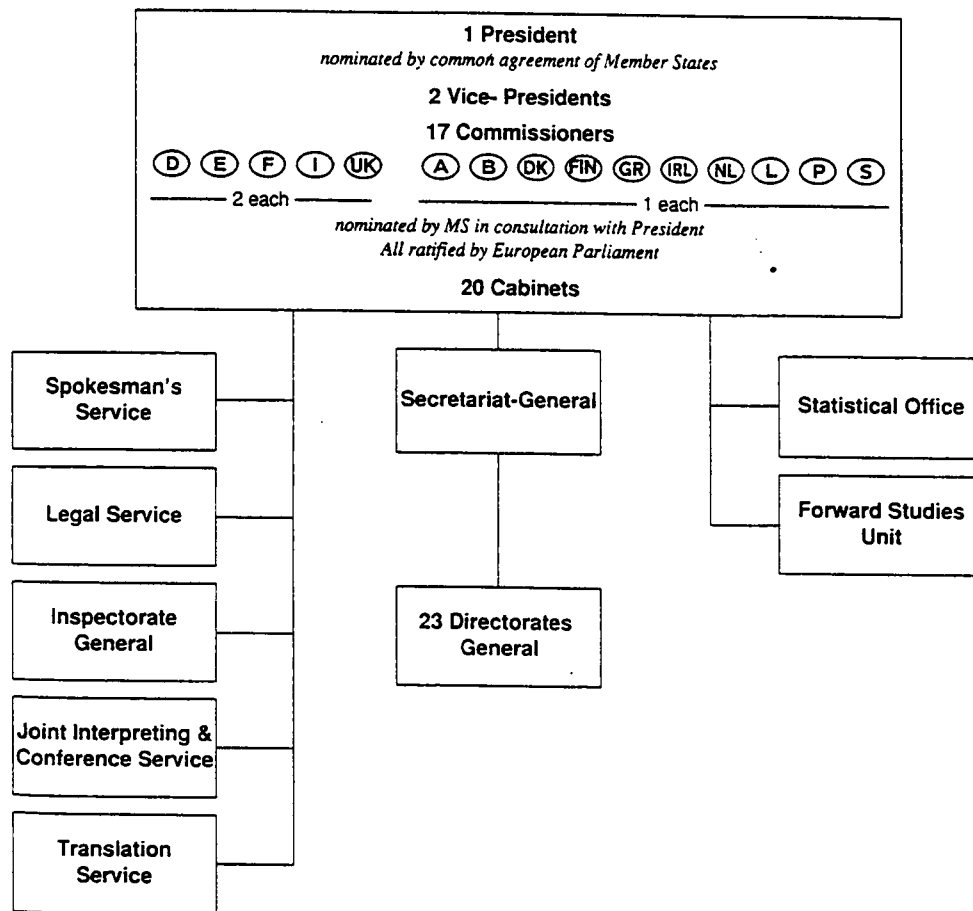 1 President
nominated by common agreement of Member States
2 Vice- Presidents
17 Commissioners
D E F I UK A B DK FIN GR IRL NL L P S
2 each 1 each
nominated by MS in consultation with President
All ratified by European Parliament
20 Cabinets
Spokesman's
Service
Legal Service
Inspectorate
General
Joint Interpreting &
Conference Service
Translation
Service
Secretariat-General
23 Directorates
General
Statistical Office
Forward Studies
Unit